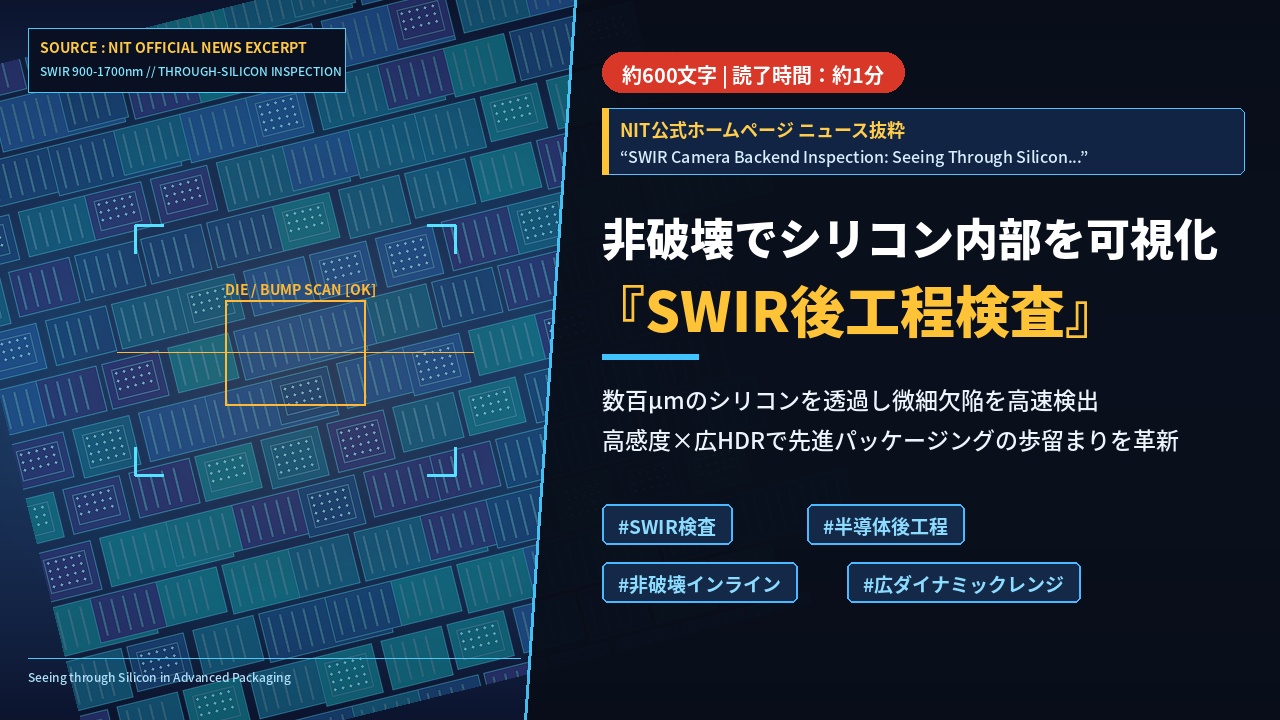 SOURCE : NIT OFFICIAL NEWS EXCERPT
SWIR 900-1700nm // THROUGH-SILICON INSPECTION
DIE / BUMP SCAN [OK]
Seeing through Silicon in Advanced Packaging
約600文字 | 読了時間：約1分
NIT公式ホームページ ニュース抜粋
“SWIR Camera Backend Inspection: Seeing Through Silicon...”
非破壊でシリコン内部を可視化
『SWIR後工程検査』
数百μmのシリコンを透過し微細欠陥を高速検出
高感度×広HDRで先進パッケージングの歩留まりを革新
#SWIR検査
#半導体後工程
#非破壊インライン
#広ダイナミックレンジ